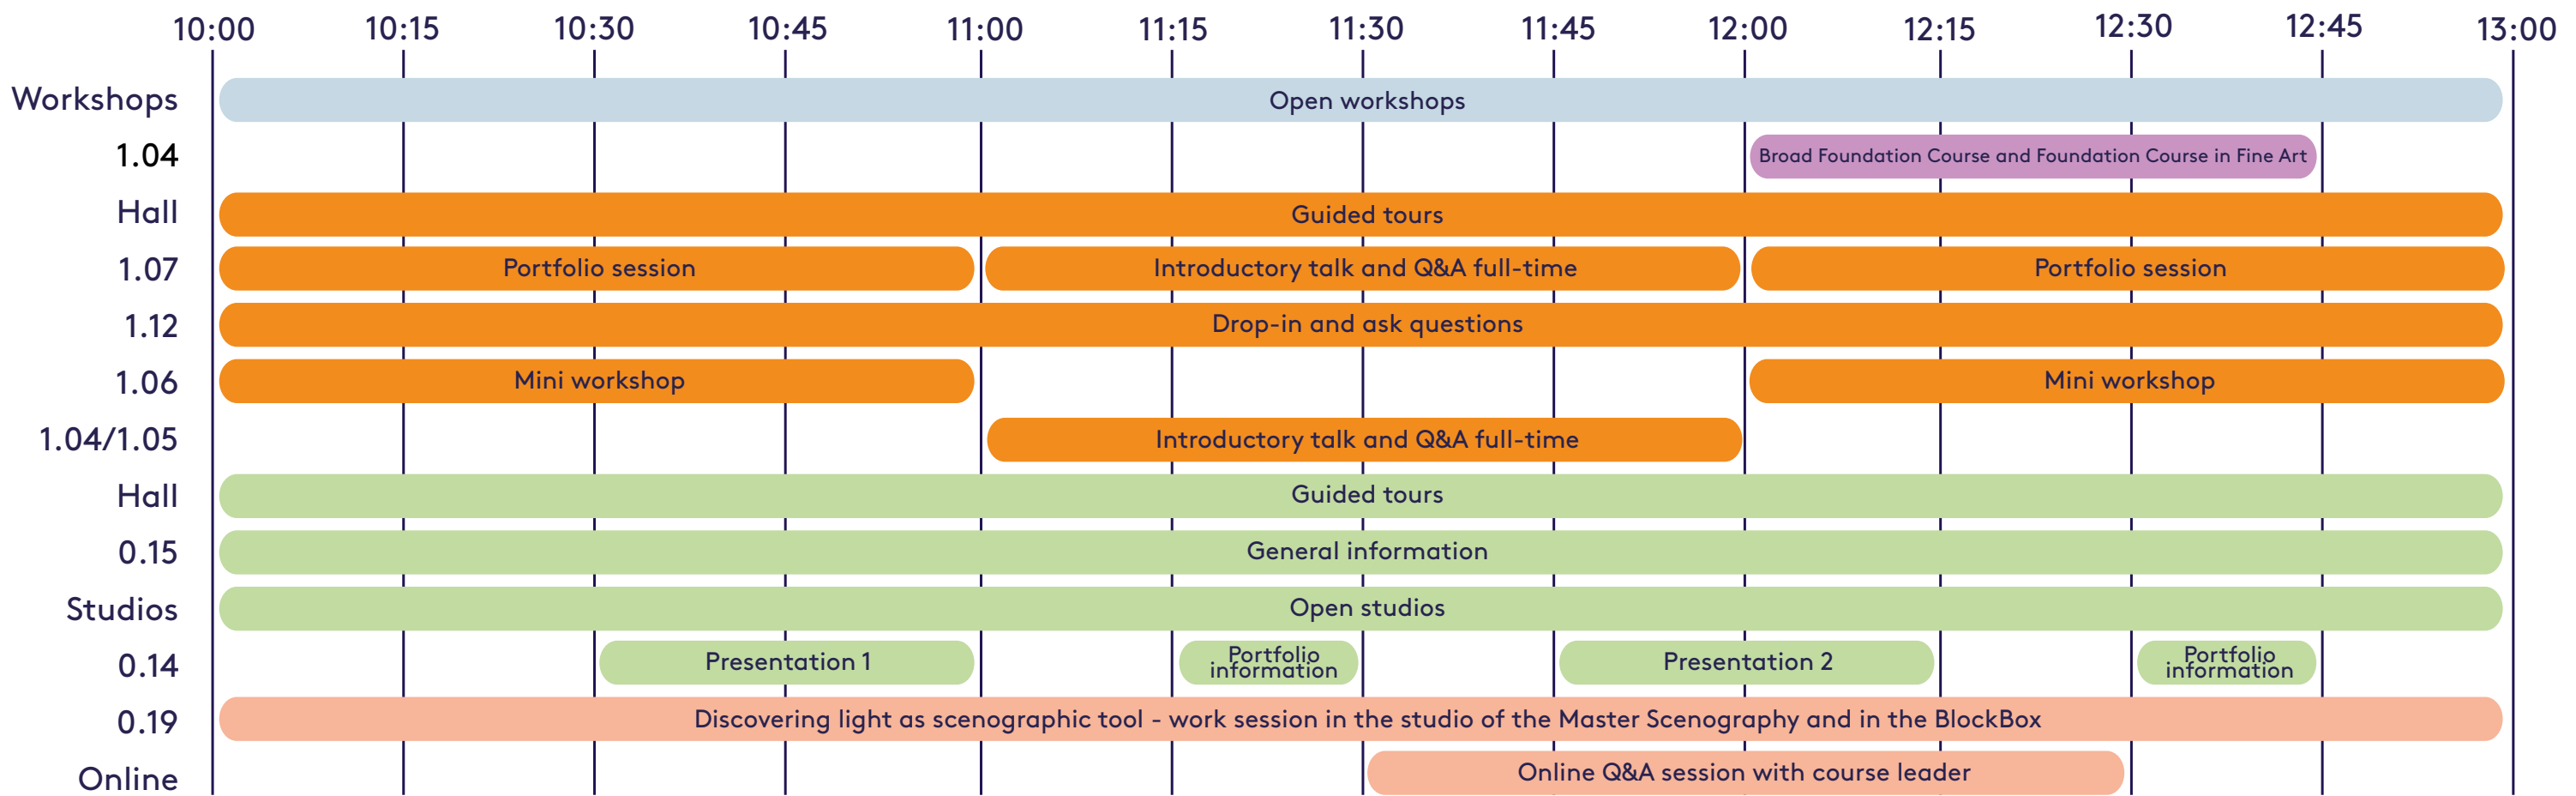 10:00 10:15 10:30 10:45 11:00 11:15 11:30 11:45 12:00 12:15 12:30 12:45 13:00
Workshops Open workshops
1.04 Broad Foundation Course and Foundation Course in Fine Art
Hall Guided tours
1.07 Portfolio session Introductory talk and Q&A full-time Portfolio session
1.12 Drop-in and ask questions
1.06 Mini workshop Mini workshop
1.04/1.05 Introductory talk and Q&A full-time
Hall Guided tours
0.15 General information
Studios Open studios
0.14 Presentation 1 Portfolio information Presentation 2 Portfolio information
0.19 Discovering light as scenographic tool - work session in the studio of the Master Scenography and in the BlockBox
Online Online Q&A session with course leader